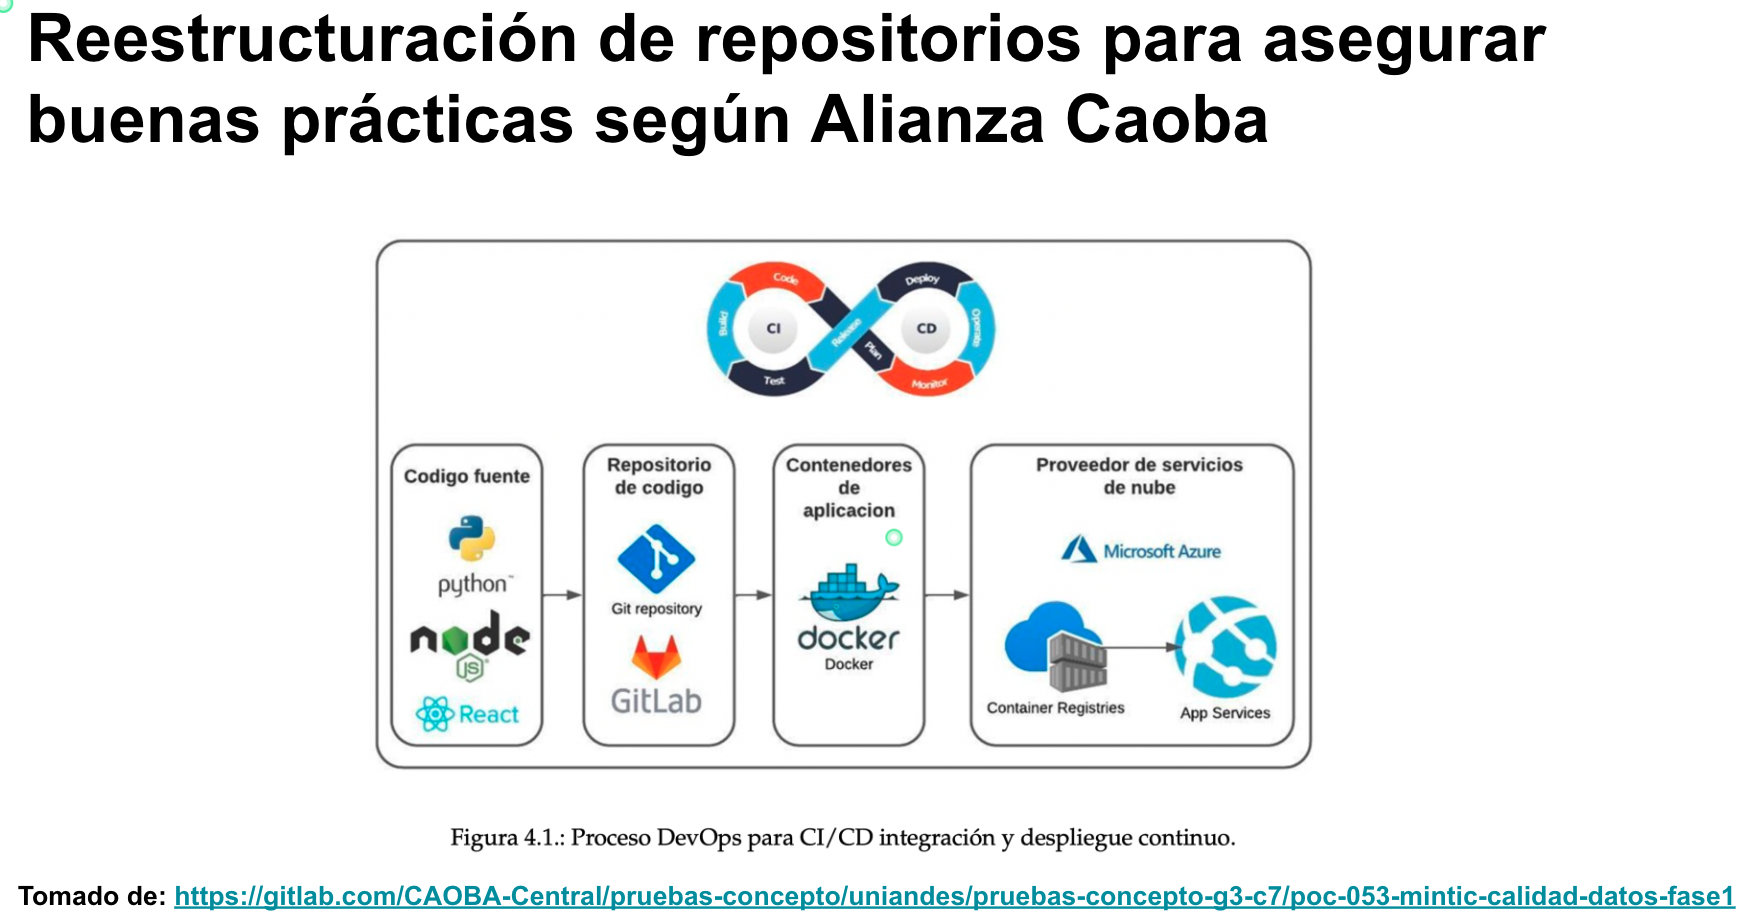 Reestructuración de repositorios para asegurar
buenas prácticas según Alianza Caoba
Code
Build
CI
Test
Release
Plan
Deploy
CD
Operate
Monitor
Codigo fuente
python™
node
JS
React
Repositorio
de codigo
Git repository
GitLab
Contenedores
de
aplicacion
docker
Docker
Proveedor de servicios
de nube
Microsoft Azure
Container Registries
App Services
Figura 4.1.: Proceso DevOps para CI/CD integración y despliegue continuo.
Tomado de: https://gitlab.com/CAOBA-Central/pruebas-concepto/uniandes/pruebas-concepto-g3-c7/poc-053-mintic-calidad-datos-fase1